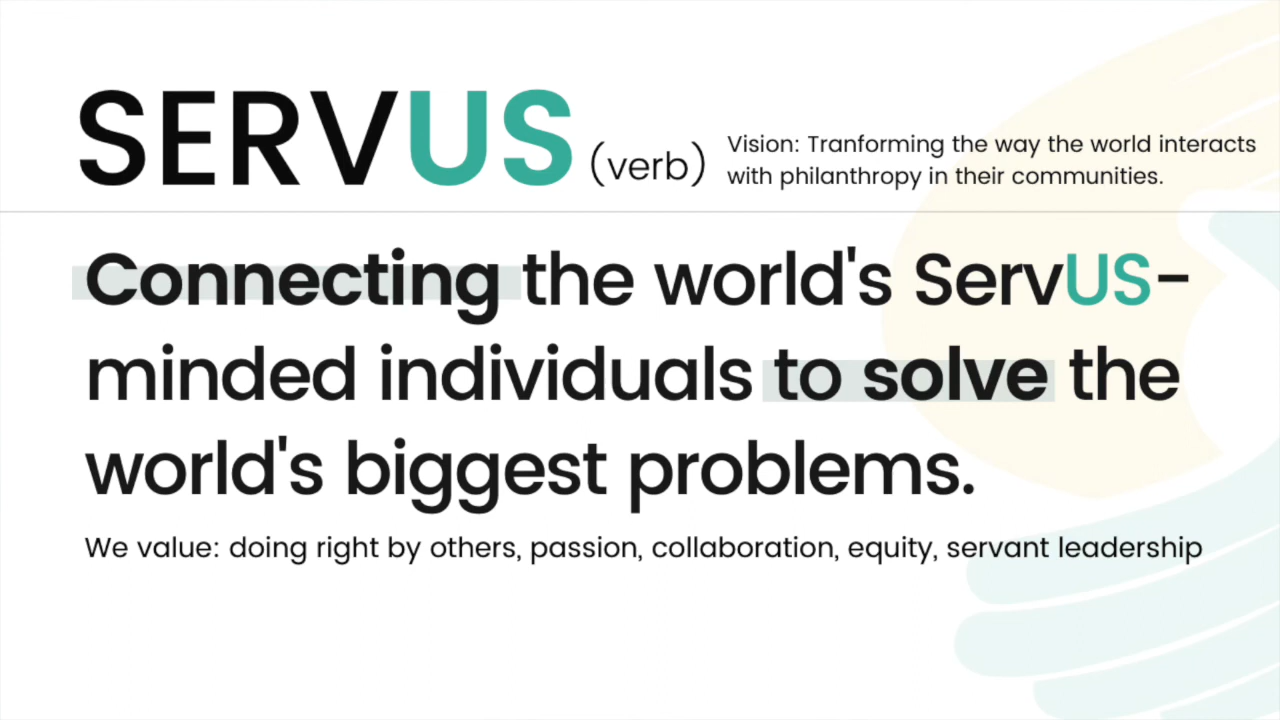 SERVUS (verb)
Vision: Tranforming the way the world interacts
with philanthropy in their communities.
Connecting the world's ServUS-
minded individuals to solve the
world's biggest problems.
We value: doing right by others, passion, collaboration, equity, servant leadership